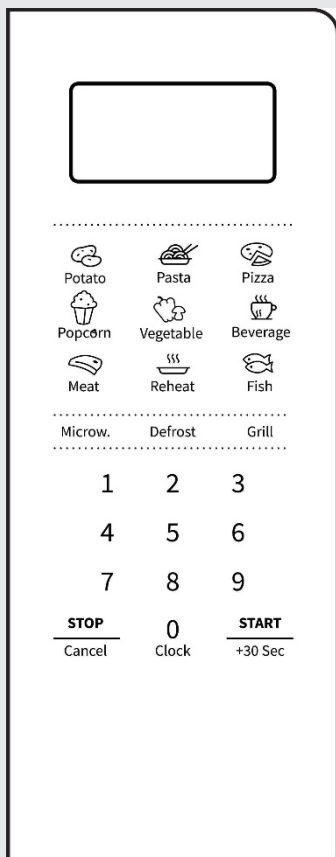 Potato Pasta Pizza
Popcorn Vegetable Beverage
Meat Reheat Fish
Microw. Defrost Grill
1 2 3
4 5 6
7 8 9
STOP 0 START
Cancel Clock +30 Sec